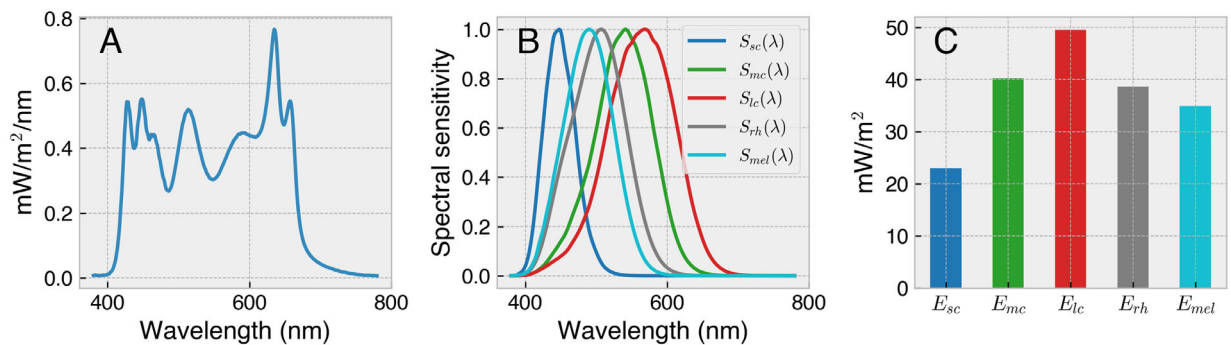 A
mW/m²/nm
0.8
0.6
0.4
0.2
0.0
400
600
800
Wavelength (nm)
B
Spectral sensitivity
1.0
0.8
0.6
0.4
0.2
0.0
400
600
800
Wavelength (nm)
S_sc(λ)
S_mc(λ)
S_lc(λ)
S_rh(λ)
S_mel(λ)
C
mW/m²
50
40
30
20
10
0
E_sc
E_mc
E_lc
E_rh
E_mel